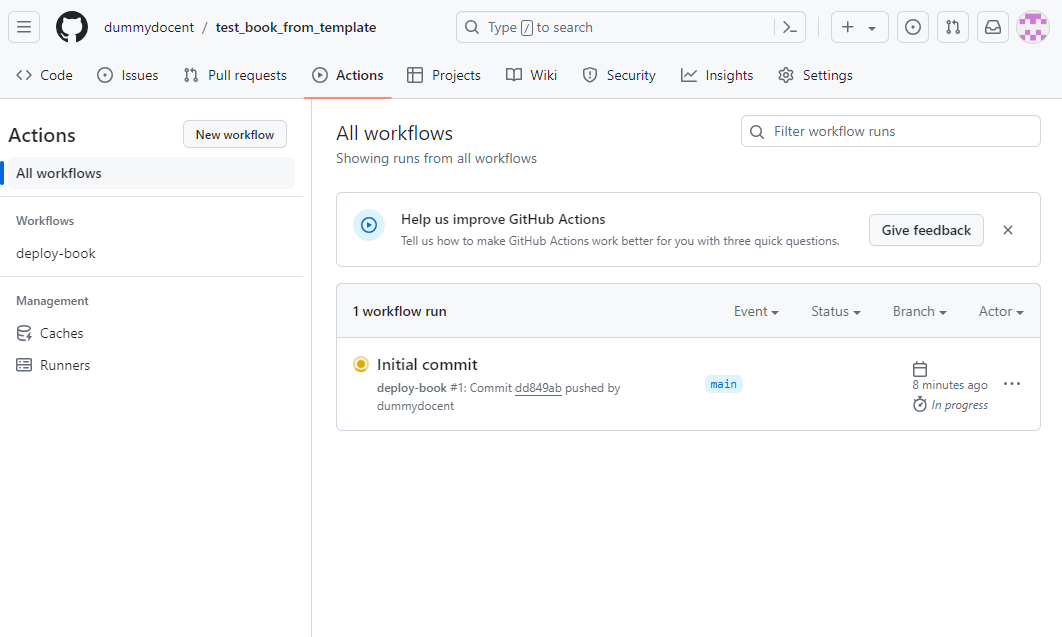 dummydocent / test_book_from_template
Type / to search
Code
Issues
Pull requests
Actions
Projects
Wiki
Security
Insights
Settings
Actions
New workflow
All workflows
Workflows
deploy-book
Management
Caches
Runners
All workflows
Showing runs from all workflows
Filter workflow runs
Help us improve GitHub Actions
Tell us how to make GitHub Actions work better for you with three quick questions.
Give feedback
1 workflow run
Event
Status
Branch
Actor
Initial commit
deploy-book #1: Commit dd849ab pushed by
dummydocent
main
8 minutes ago
In progress